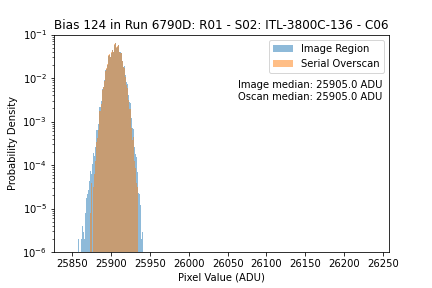 Bias 124 in Run 6790D: R01 - S02: ITL-3800C-136 - C06
Image Region
Serial Overscan
Image median: 25905.0 ADU
Oscan median: 25905.0 ADU
Probability Density
10⁻¹
10⁻²
10⁻³
10⁻⁴
10⁻⁵
10⁻⁶
25850 25900 25950 26000 26050 26100 26150 26200 26250
Pixel Value (ADU)